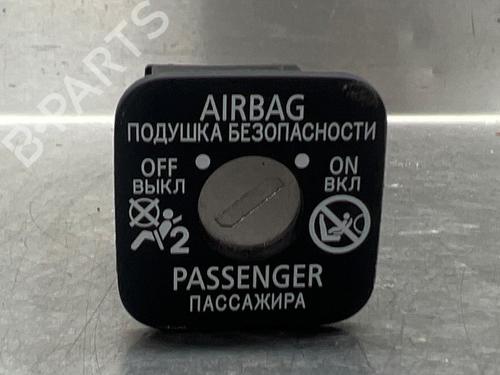 B-PARTS
AIRBAG
ПОДУШКА БЕЗОПАСНОСТИ
OFF ON
ВЫКЛ ВКЛ
2
PASSENGER
ПАССАЖИРА